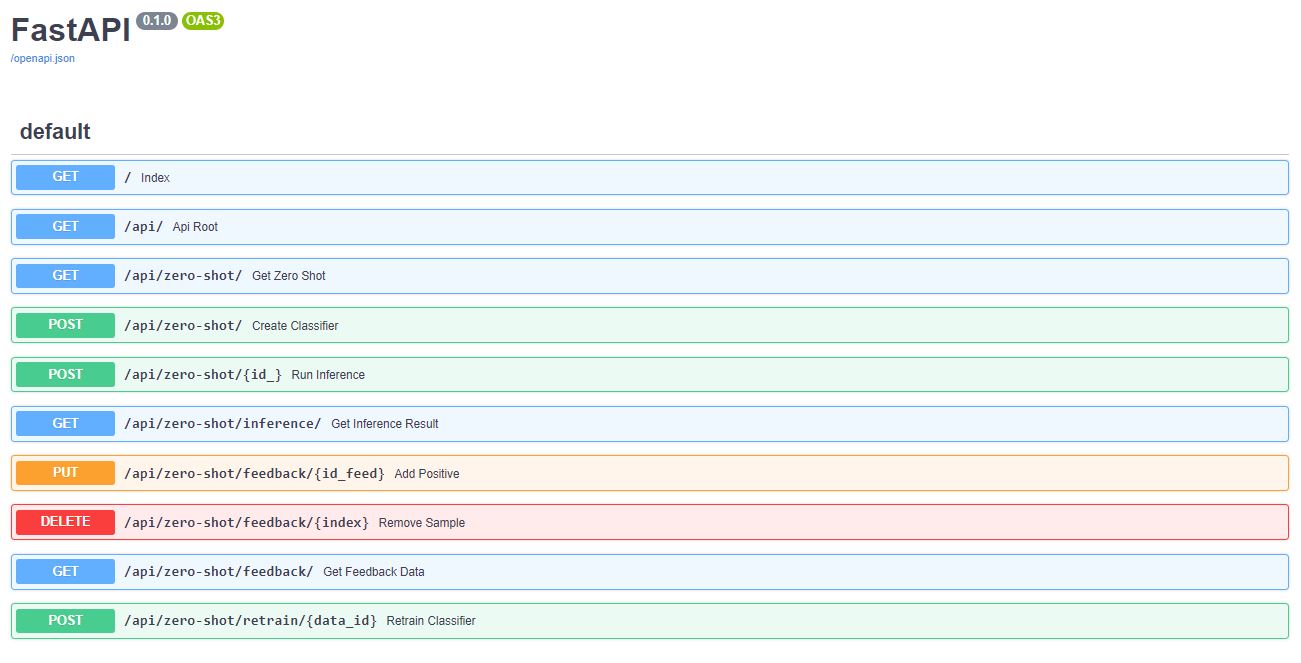 FastAPI 0.1.0 OAS3
/openapi.json
default
GET / Index
GET /api/ Api Root
GET /api/zero-shot/ Get Zero Shot
POST /api/zero-shot/ Create Classifier
POST /api/zero-shot/{id_} Run Inference
GET /api/zero-shot/inference/ Get Inference Result
PUT /api/zero-shot/feedback/{id_feed} Add Positive
DELETE /api/zero-shot/feedback/{index} Remove Sample
GET /api/zero-shot/feedback/ Get Feedback Data
POST /api/zero-shot/retrain/{data_id} Retrain Classifier